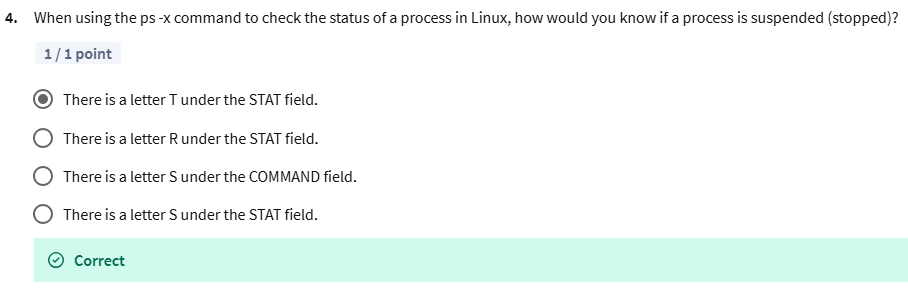 4. When using the ps -x command to check the status of a process in Linux, how would you know if a process is suspended (stopped)?
1 / 1 point
There is a letter T under the STAT field.
There is a letter R under the STAT field.
There is a letter S under the COMMAND field.
There is a letter S under the STAT field.
Correct